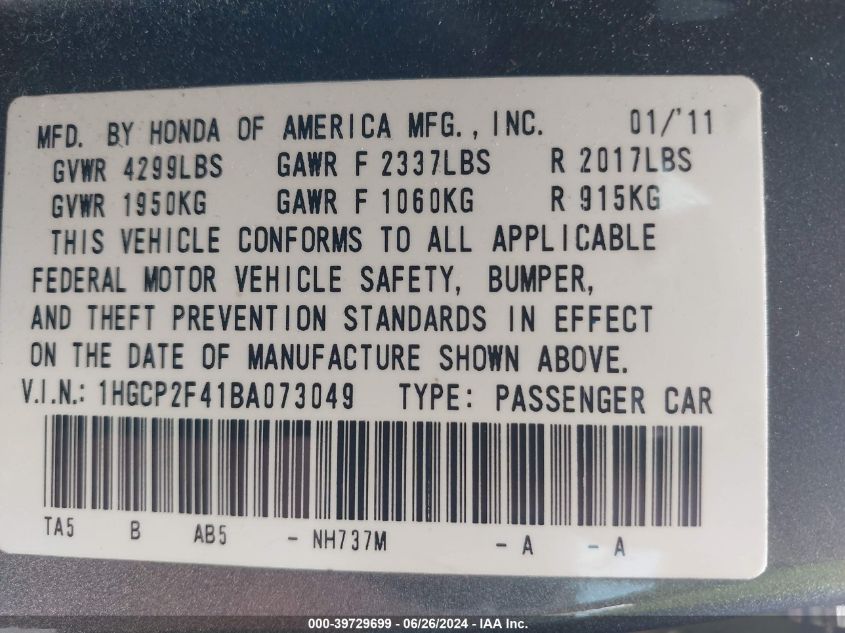 MFD. BY HONDA OF AMERICA MFG., INC. 01/'11
GVWR 4299LBS GAWR F 2337LBS R 2017LBS
GVWR 1950KG GAWR F 1060KG R 915KG
THIS VEHICLE CONFORMS TO ALL APPLICABLE
FEDERAL MOTOR VEHICLE SAFETY, BUMPER,
AND THEFT PREVENTION STANDARDS IN EFFECT
ON THE DATE OF MANUFACTURE SHOWN ABOVE.
V.I.N.: 1HGCP2F41BA073049 TYPE: PASSENGER CAR
TA5 B AB5 - NH737M - A - A
000-39729699 / 06/26/2024 - IAA Inc.